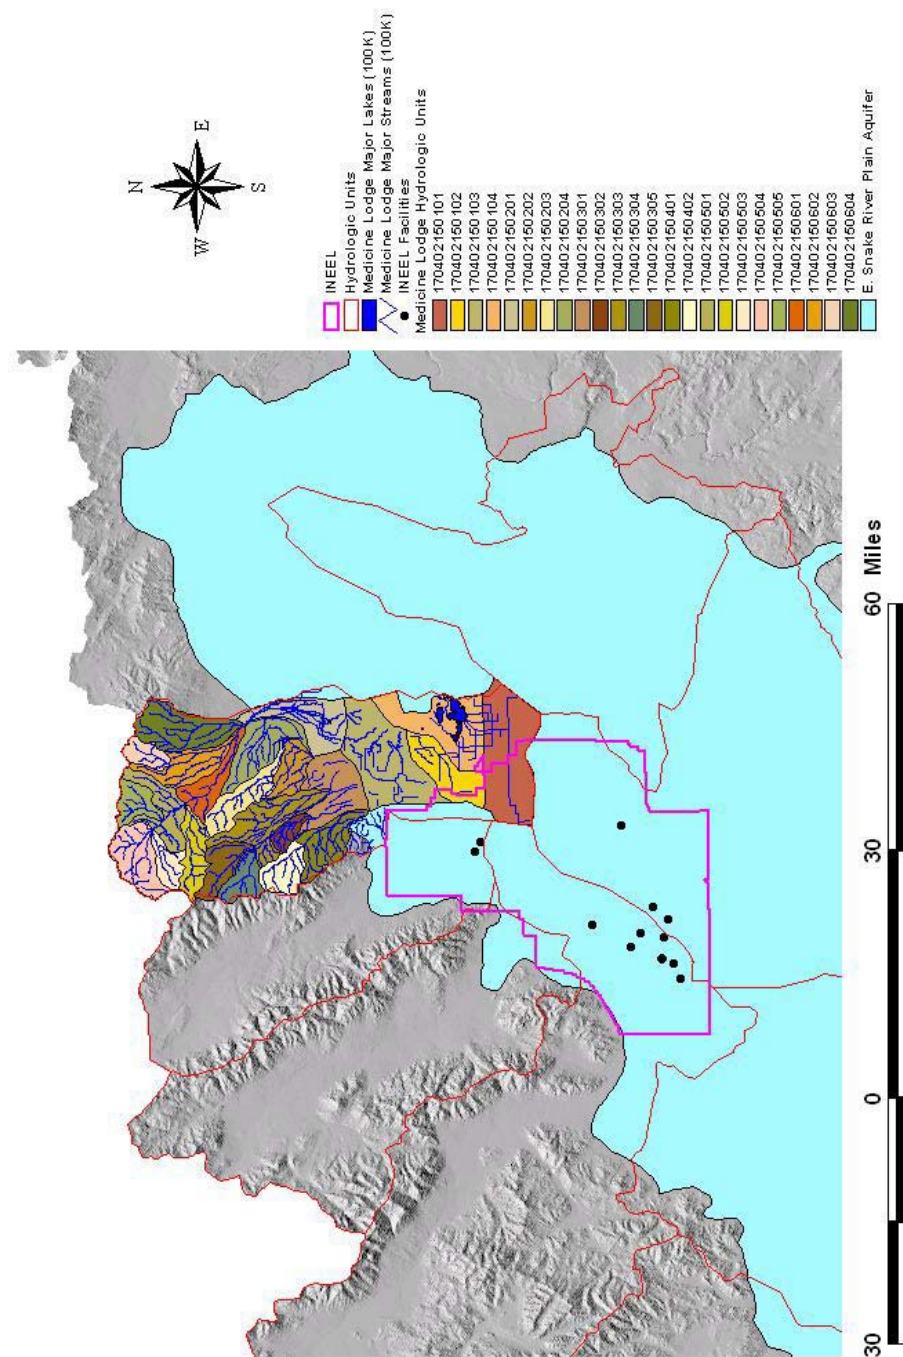 N
W E
S
INEEL
Hydrologic Units
Medicine Lodge Major Lakes (100K)
Medicine Lodge Major Streams (100K)
INEEL Facilities
Medicine Lodge Hydrologic Units
170402150101
170402150102
170402150103
170402150104
170402150201
170402150202
170402150203
170402150204
170402150301
170402150302
170402150303
170402150304
170402150305
170402150401
170402150402
170402150501
170402150502
170402150503
170402150504
170402150505
170402150601
170402150602
170402150603
170402150604
E. Snake River Plain Aquifer
30 0 30 60 Miles